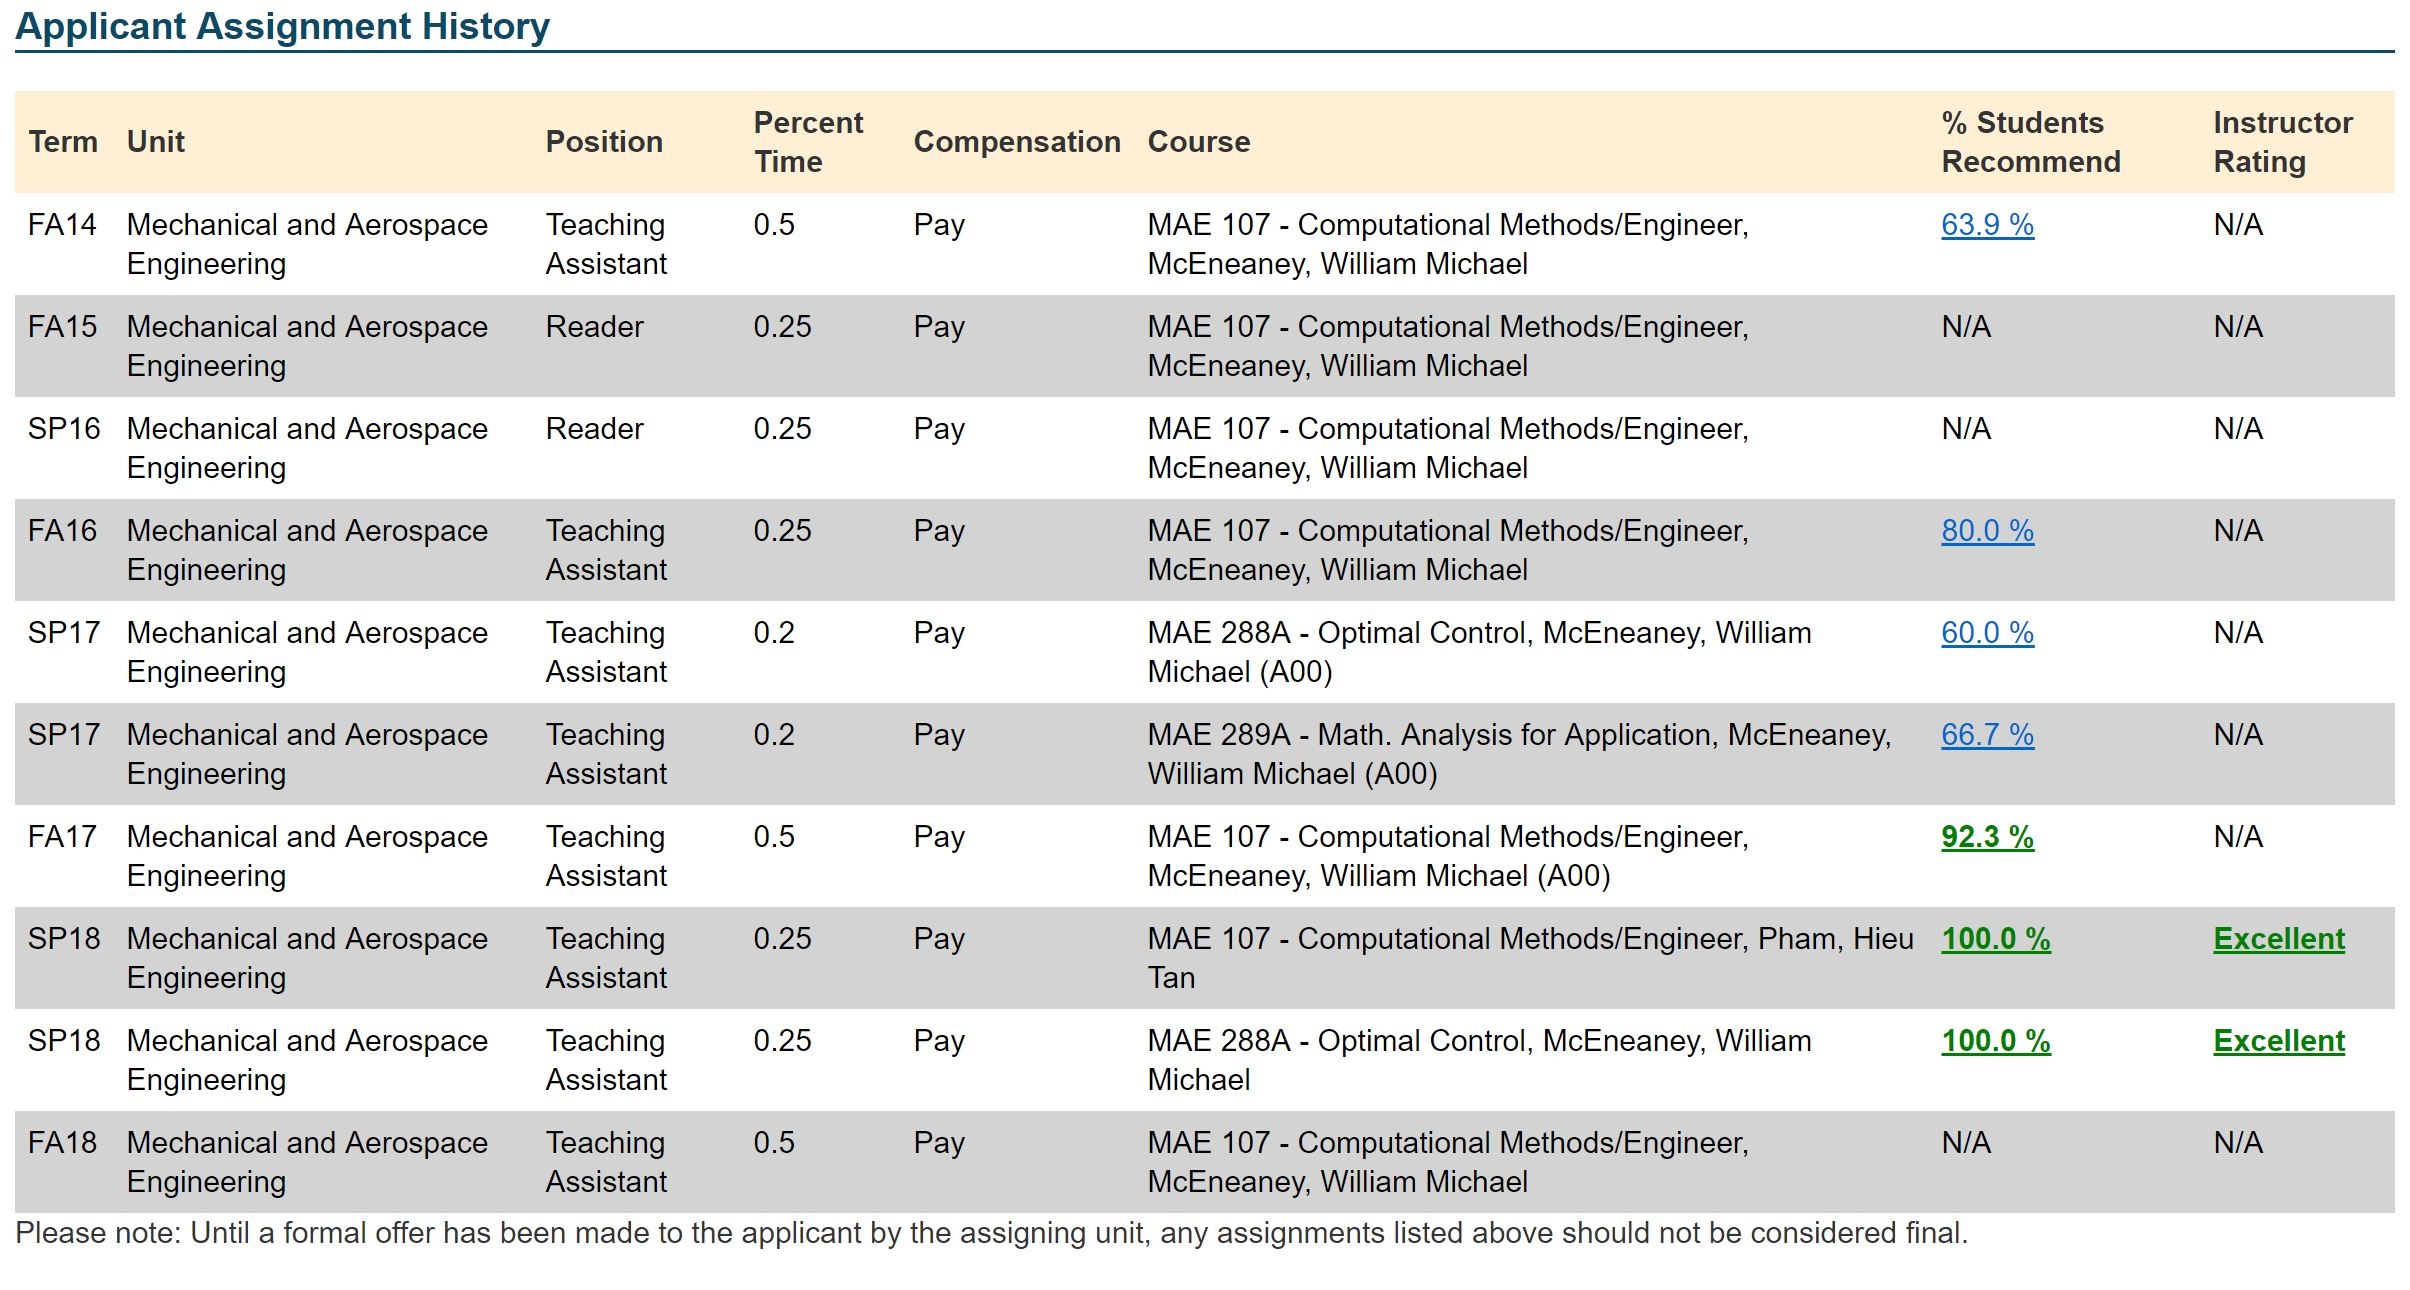 Applicant Assignment History
Term Unit Position Percent Time Compensation Course % Students Recommend Instructor Rating
FA14 Mechanical and Aerospace Engineering Teaching Assistant 0.5 Pay MAE 107 - Computational Methods/Engineer, McEneaney, William Michael 63.9 % N/A
FA15 Mechanical and Aerospace Engineering Reader 0.25 Pay MAE 107 - Computational Methods/Engineer, McEneaney, William Michael N/A N/A
SP16 Mechanical and Aerospace Engineering Reader 0.25 Pay MAE 107 - Computational Methods/Engineer, McEneaney, William Michael N/A N/A
FA16 Mechanical and Aerospace Engineering Teaching Assistant 0.25 Pay MAE 107 - Computational Methods/Engineer, McEneaney, William Michael 80.0 % N/A
SP17 Mechanical and Aerospace Engineering Teaching Assistant 0.2 Pay MAE 288A - Optimal Control, McEneaney, William Michael (A00) 60.0 % N/A
SP17 Mechanical and Aerospace Engineering Teaching Assistant 0.2 Pay MAE 289A - Math. Analysis for Application, McEneaney, William Michael (A00) 66.7 % N/A
FA17 Mechanical and Aerospace Engineering Teaching Assistant 0.5 Pay MAE 107 - Computational Methods/Engineer, McEneaney, William Michael (A00) 92.3 % N/A
SP18 Mechanical and Aerospace Engineering Teaching Assistant 0.25 Pay MAE 107 - Computational Methods/Engineer, Pham, Hieu Tan 100.0 % Excellent
SP18 Mechanical and Aerospace Engineering Teaching Assistant 0.25 Pay MAE 288A - Optimal Control, McEneaney, William Michael 100.0 % Excellent
FA18 Mechanical and Aerospace Engineering Teaching Assistant 0.5 Pay MAE 107 - Computational Methods/Engineer, McEneaney, William Michael N/A N/A
Please note: Until a formal offer has been made to the applicant by the assigning unit, any assignments listed above should not be considered final.